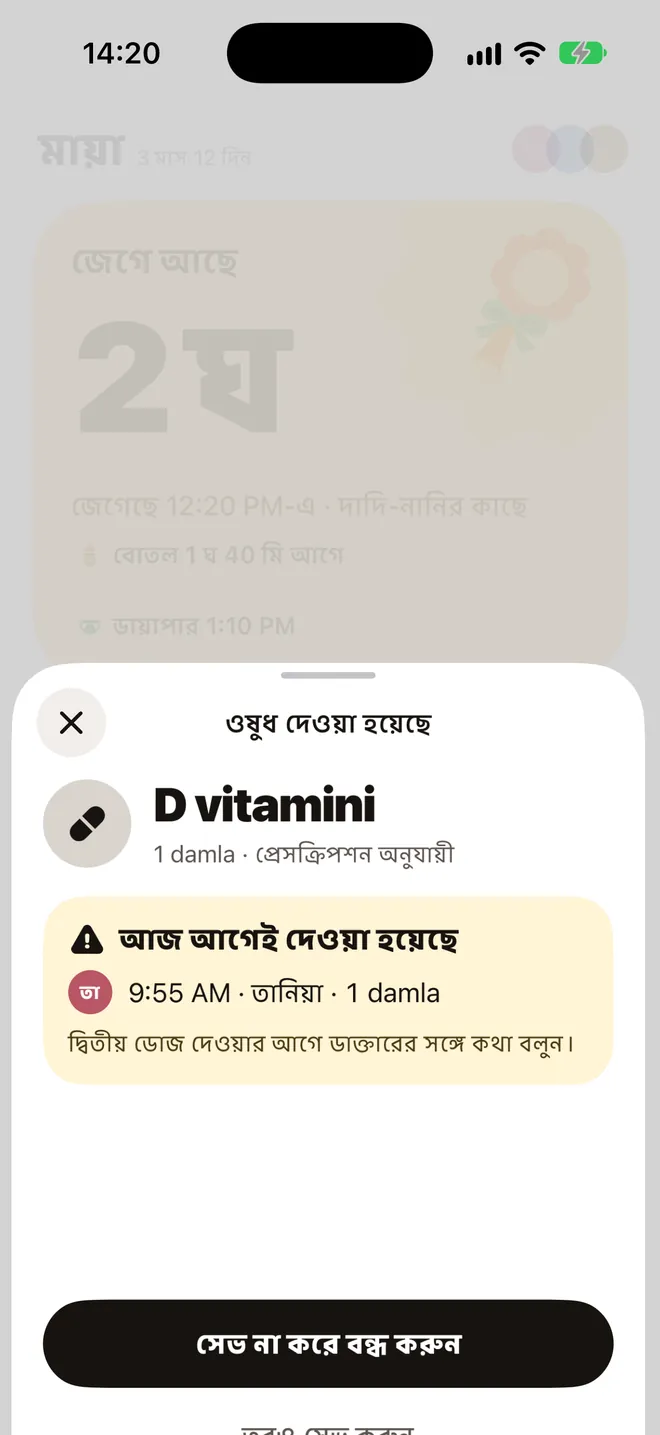 14:20
মায়া 3 মাস 12 দিন
জেগে আছে
2ঘ
জেগেছে 12:20 PM-এ · দাদি-নানির কাছে
বোতল 1 ঘ 40 মি আগে
ডায়াপার 1:10 PM
ওষুধ দেওয়া হয়েছে
D vitamini
1 damla · প্রেসক্রিপশন অনুযায়ী
আজ আগেই দেওয়া হয়েছে
তা 9:55 AM · তানিয়া · 1 damla
দ্বিতীয় ডোজ দেওয়ার আগে ডাক্তারের সঙ্গে কথা বলুন।
সেভ না করে বন্ধ করুন
তবুও সেভ করুন